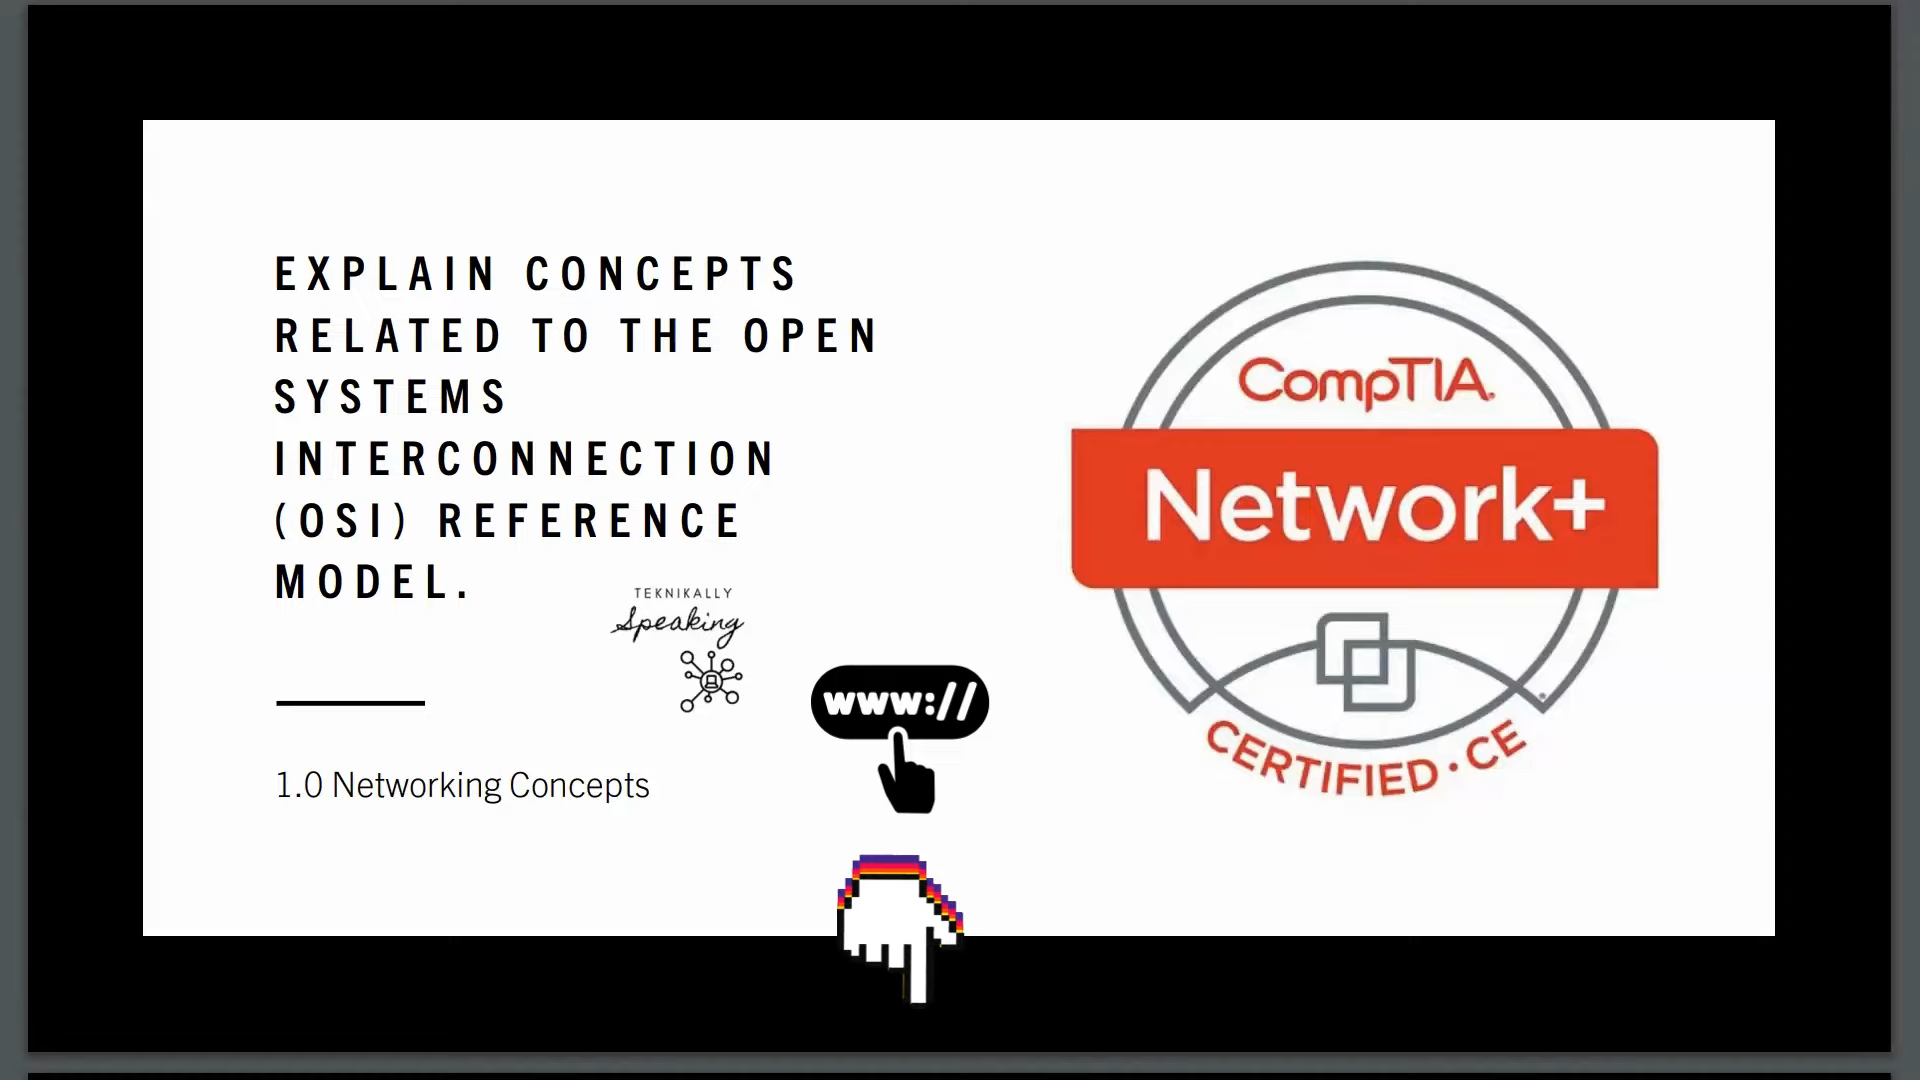 EXPLAIN CONCEPTS
RELATED TO THE OPEN
SYSTEMS
INTERCONNECTION
(OSI) REFERENCE
MODEL.
TEKNIKALLY
Speaking
www://
1.0 Networking Concepts
CompTIA.
Network+
CERTIFIED · CE